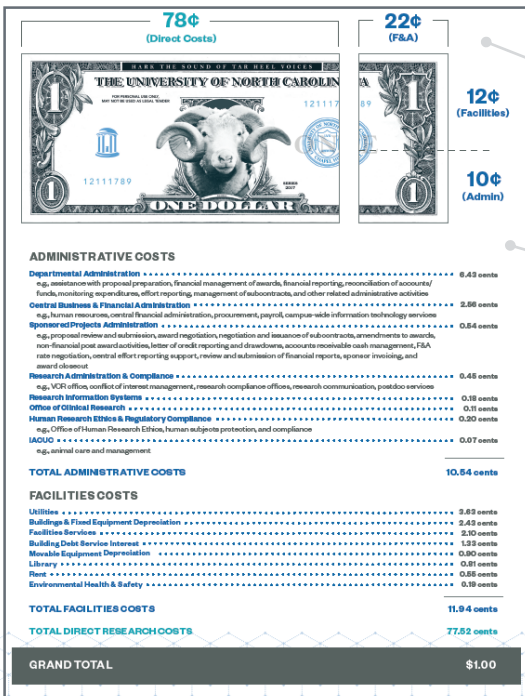 78¢
(Direct Costs)
22¢
(F&A)
HARK THE SOUND OF TAR HEEL VOICES
THE UNIVERSITY OF NORTH CAROLINA
FOR PERSONAL USE ONLY.
MAY NOT BE USED AS LEGAL TENDER
1
1
12111789
12¢
(Facilities)
12111789
SERIES
2017
1
1
ONE DOLLAR
10¢
(Admin)
ADMINISTRATIVE COSTS
Departmental Administration 6.43 cents
e.g., assistance with proposal preparation, financial management of awards, financial reporting, reconciliation of accounts/
funds, monitoring expenditures, effort reporting, management of subcontracts, and other related administrative activities
Central Business & Financial Administration 2.56 cents
e.g., human resources, central financial administration, procurement, payroll, campus-wide information technology services
Sponsored Projects Administration 0.54 cents
e.g., proposal review and submission, award negotiation, negotiation and issuance of subcontracts, amendments to awards,
non-financial post award activities, letter of credit reporting and drawdowns, accounts receivable cash management, F&A
rate negotiation, central effort reporting support, review and submission of financial reports, sponsor invoicing, and
award closeout
Research Administration & Compliance 0.45 cents
e.g., VCR office, conflict of interest management, research compliance offices, research communication, postdoc services
Research Information Systems 0.18 cents
Office of Clinical Research 0.11 cents
Human Research Ethics & Regulatory Compliance 0.20 cents
e.g., Office of Human Research Ethics, human subjects protection, and compliance
IACUC 0.07 cents
e.g., animal care and management
TOTAL ADMINISTRATIVE COSTS 10.54 cents
FACILITIES COSTS
Utilities 3.63 cents
Buildings & Fixed Equipment Depreciation 2.43 cents
Facilities Services 2.10 cents
Building Debt Service Interest 1.33 cents
Movable Equipment Depreciation 0.90 cents
Library 0.81 cents
Rent 0.55 cents
Environmental Health & Safety 0.19 cents
TOTAL FACILITIES COSTS 11.94 cents
TOTAL DIRECT RESEARCH COSTS 77.52 cents
GRAND TOTAL $1.00